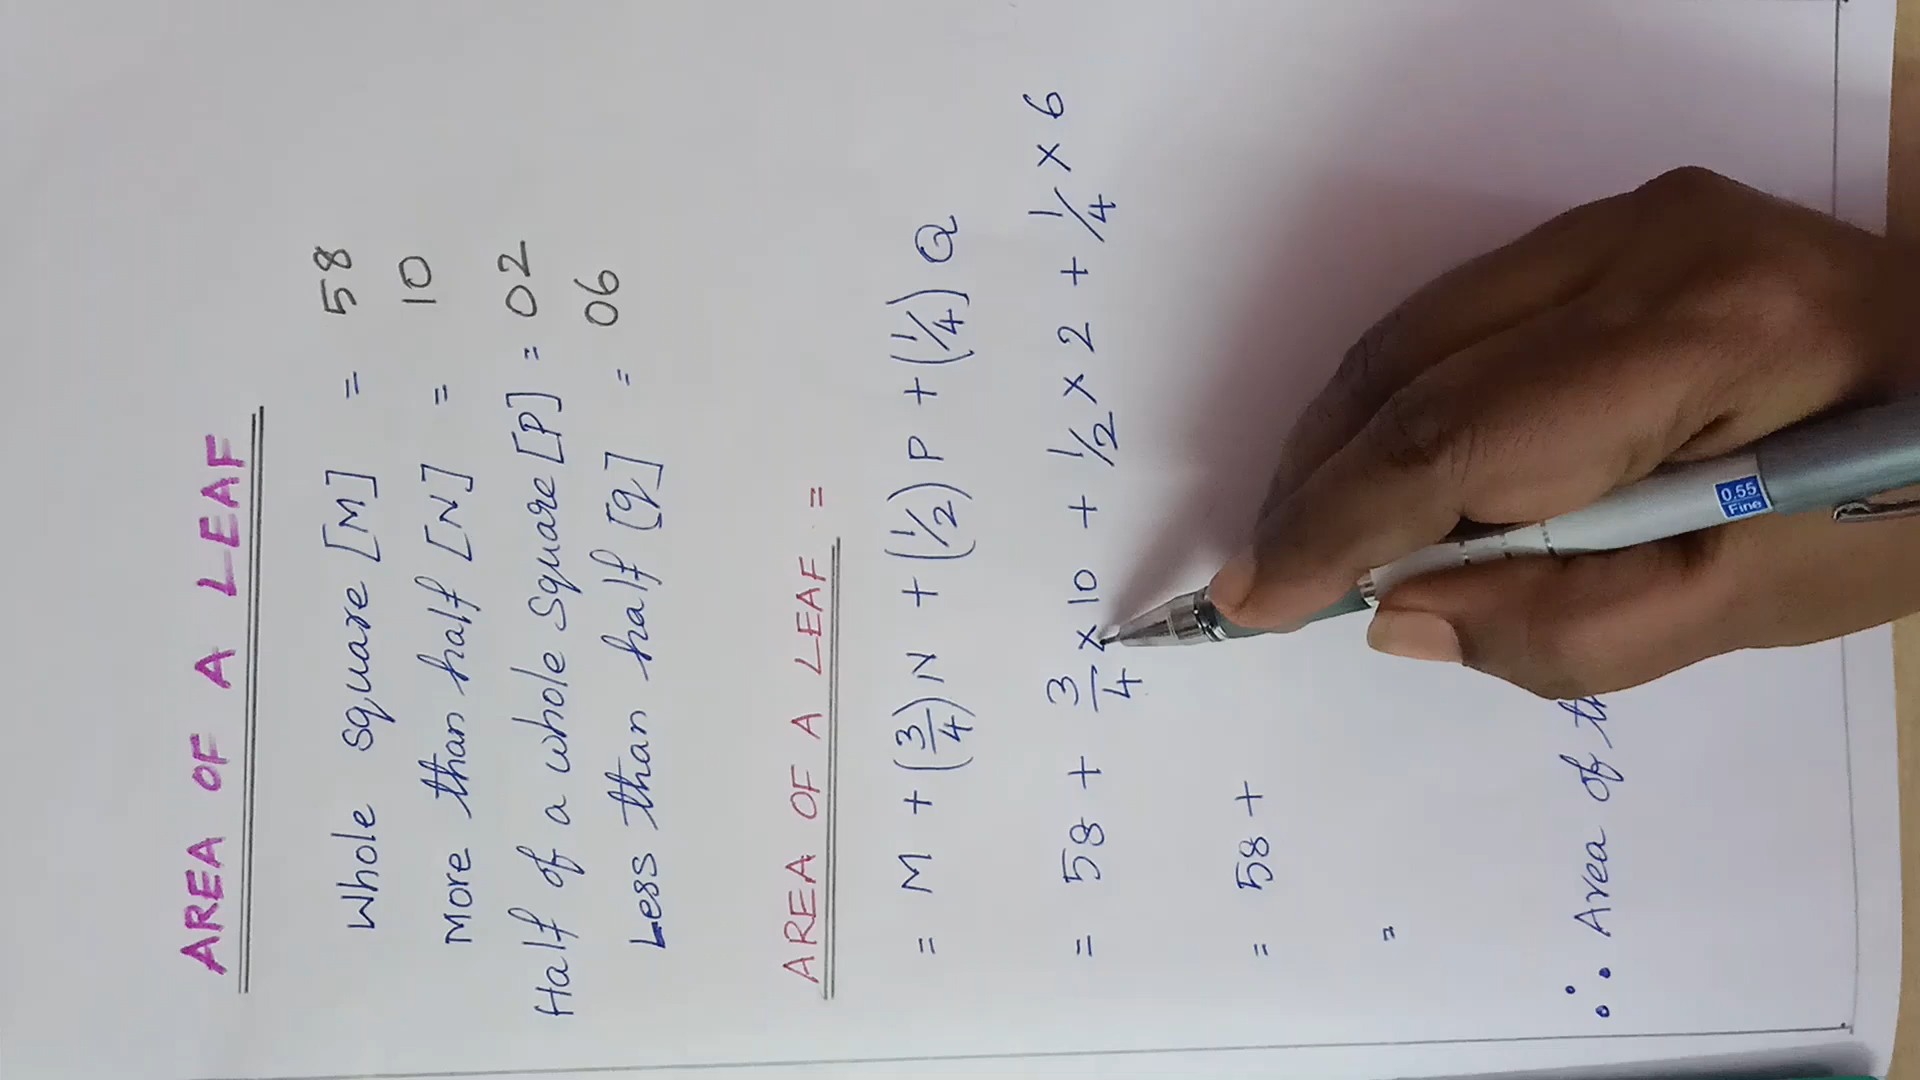 AREA OF A LEAF
Whole square [M] = 58
More than half [N] = 10
Half of a whole square [P] = 02
Less than half [q] = 06
AREA OF A LEAF =
= M + (3/4) N + (1/2) P + (1/4) Q
= 58 + 3/4 × 10 + 1/2 × 2 + 1/4 × 6
= 58 +
=
∴ Area of
0.55
Fine